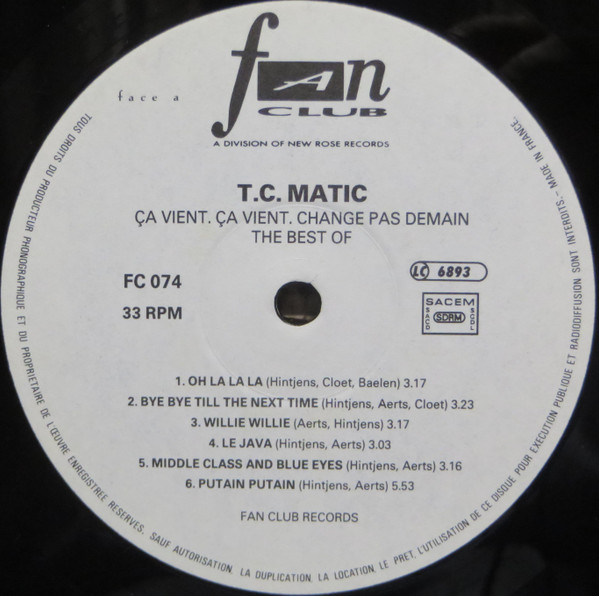 face a
fan
CLUB
A DIVISION OF NEW ROSE RECORDS
T.C. MATIC
ÇA VIENT. ÇA VIENT. CHANGE PAS DEMAIN
THE BEST OF
FC 074
LC 6893
33 RPM
SACEM
SACD SDRM SGDL
1. OH LA LA LA (Hintjens, Cloet, Baelen) 3.17
2. BYE BYE TILL THE NEXT TIME (Hintjens, Aerts, Cloet) 3.23
3. WILLIE WILLIE (Aerts, Hintjens) 3.17
4. LE JAVA (Hintjens, Aerts) 3.03
5. MIDDLE CLASS AND BLUE EYES (Hintjens, Aerts) 3.16
6. PUTAIN PUTAIN (Hintjens, Aerts) 5.53
FAN CLUB RECORDS
TOUS DROITS DU PRODUCTEUR PHONOGRAPHIQUE ET DU PROPRIETAIRE DE L'ŒUVRE ENREGISTREE RESERVES. SAUF AUTORISATION. LA DUPLICATION, LA LOCATION, LE PRET, L'UTILISATION DE CE DISQUE POUR EXECUTION PUBLIQUE ET RADIODIFFUSION SONT INTERDITS. - MADE IN FRANCE.